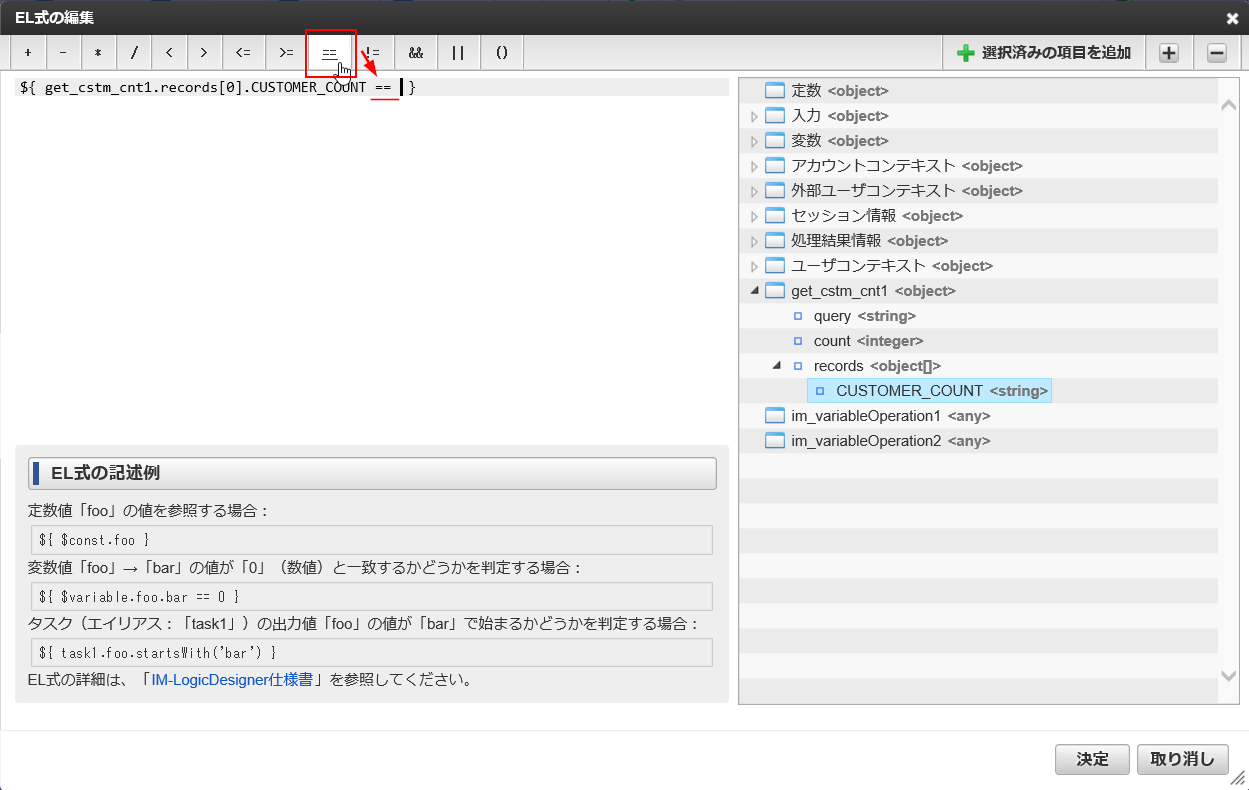 EL式の編集
+ - * / < > <= >= == != && || () 選択済みの項目を追加
${ get_cstm_cnt1.records[0].CUSTOMER_COUNT == }
定数 <object>
入力 <object>
変数 <object>
アカウントコンテキスト <object>
外部ユーザコンテキスト <object>
セッション情報 <object>
処理結果情報 <object>
ユーザコンテキスト <object>
get_cstm_cnt1 <object>
query <string>
count <integer>
records <object[]>
CUSTOMER_COUNT <string>
im_variableOperation1 <any>
im_variableOperation2 <any>
EL式の記述例
定数値「foo」の値を参照する場合：
${ $const.foo }
変数値「foo」→「bar」の値が「0」（数値）と一致するかどうかを判定する場合：
${ $variable.foo.bar == 0 }
タスク（エイリアス：「task1」）の出力値「foo」の値が「bar」で始まるかどうかを判定する場合：
${ task1.foo.startsWith('bar') }
EL式の詳細は、「IM-LogicDesigner仕様書」を参照してください。
決定 取り消し